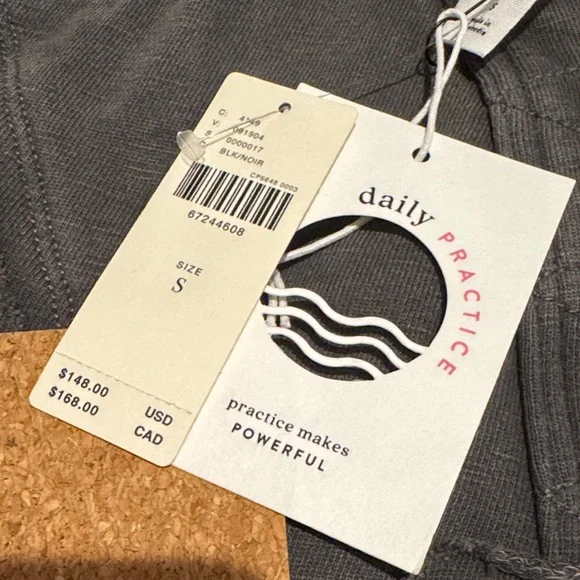 C: 4149
V: 091904
S: 0000017
BLK/NOIR
CP6648 0003
67244608
SIZE
S
$148.00 USD
$168.00 CAD
daily PRACTICE
practice makes
POWERFUL
S